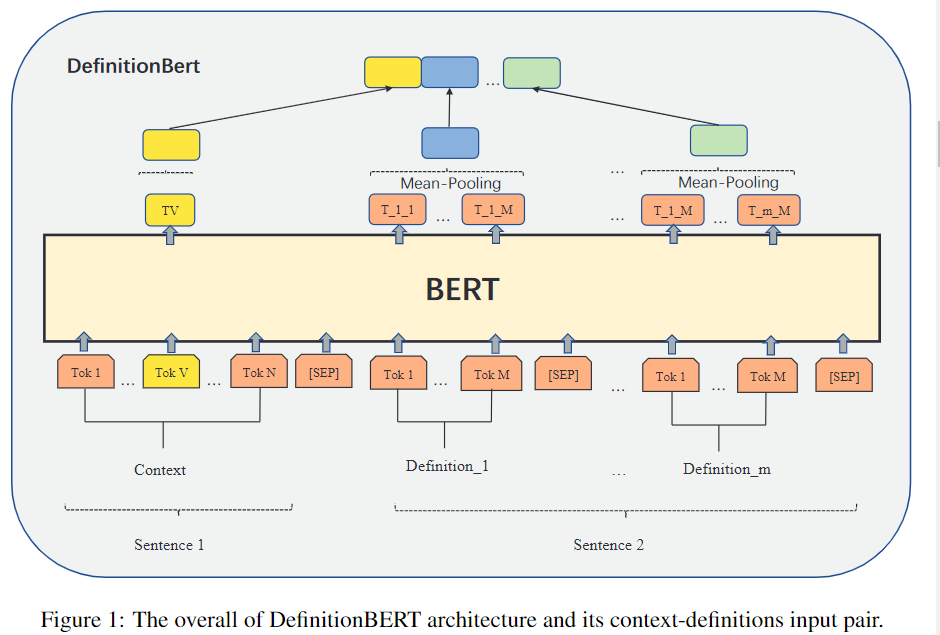 DefinitionBert
...
...
Mean-Pooling
Mean-Pooling
TV
T_1_1
...
T_1_M
...
T_1_M
...
T_m_M
BERT
Tok 1
...
Tok V
...
Tok N
[SEP]
Tok 1
...
Tok M
[SEP]
...
Tok 1
...
Tok M
[SEP]
Context
Definition_1
...
Definition_m
Sentence 1
Sentence 2
Figure 1: The overall of DefinitionBERT architecture and its context-definitions input pair.